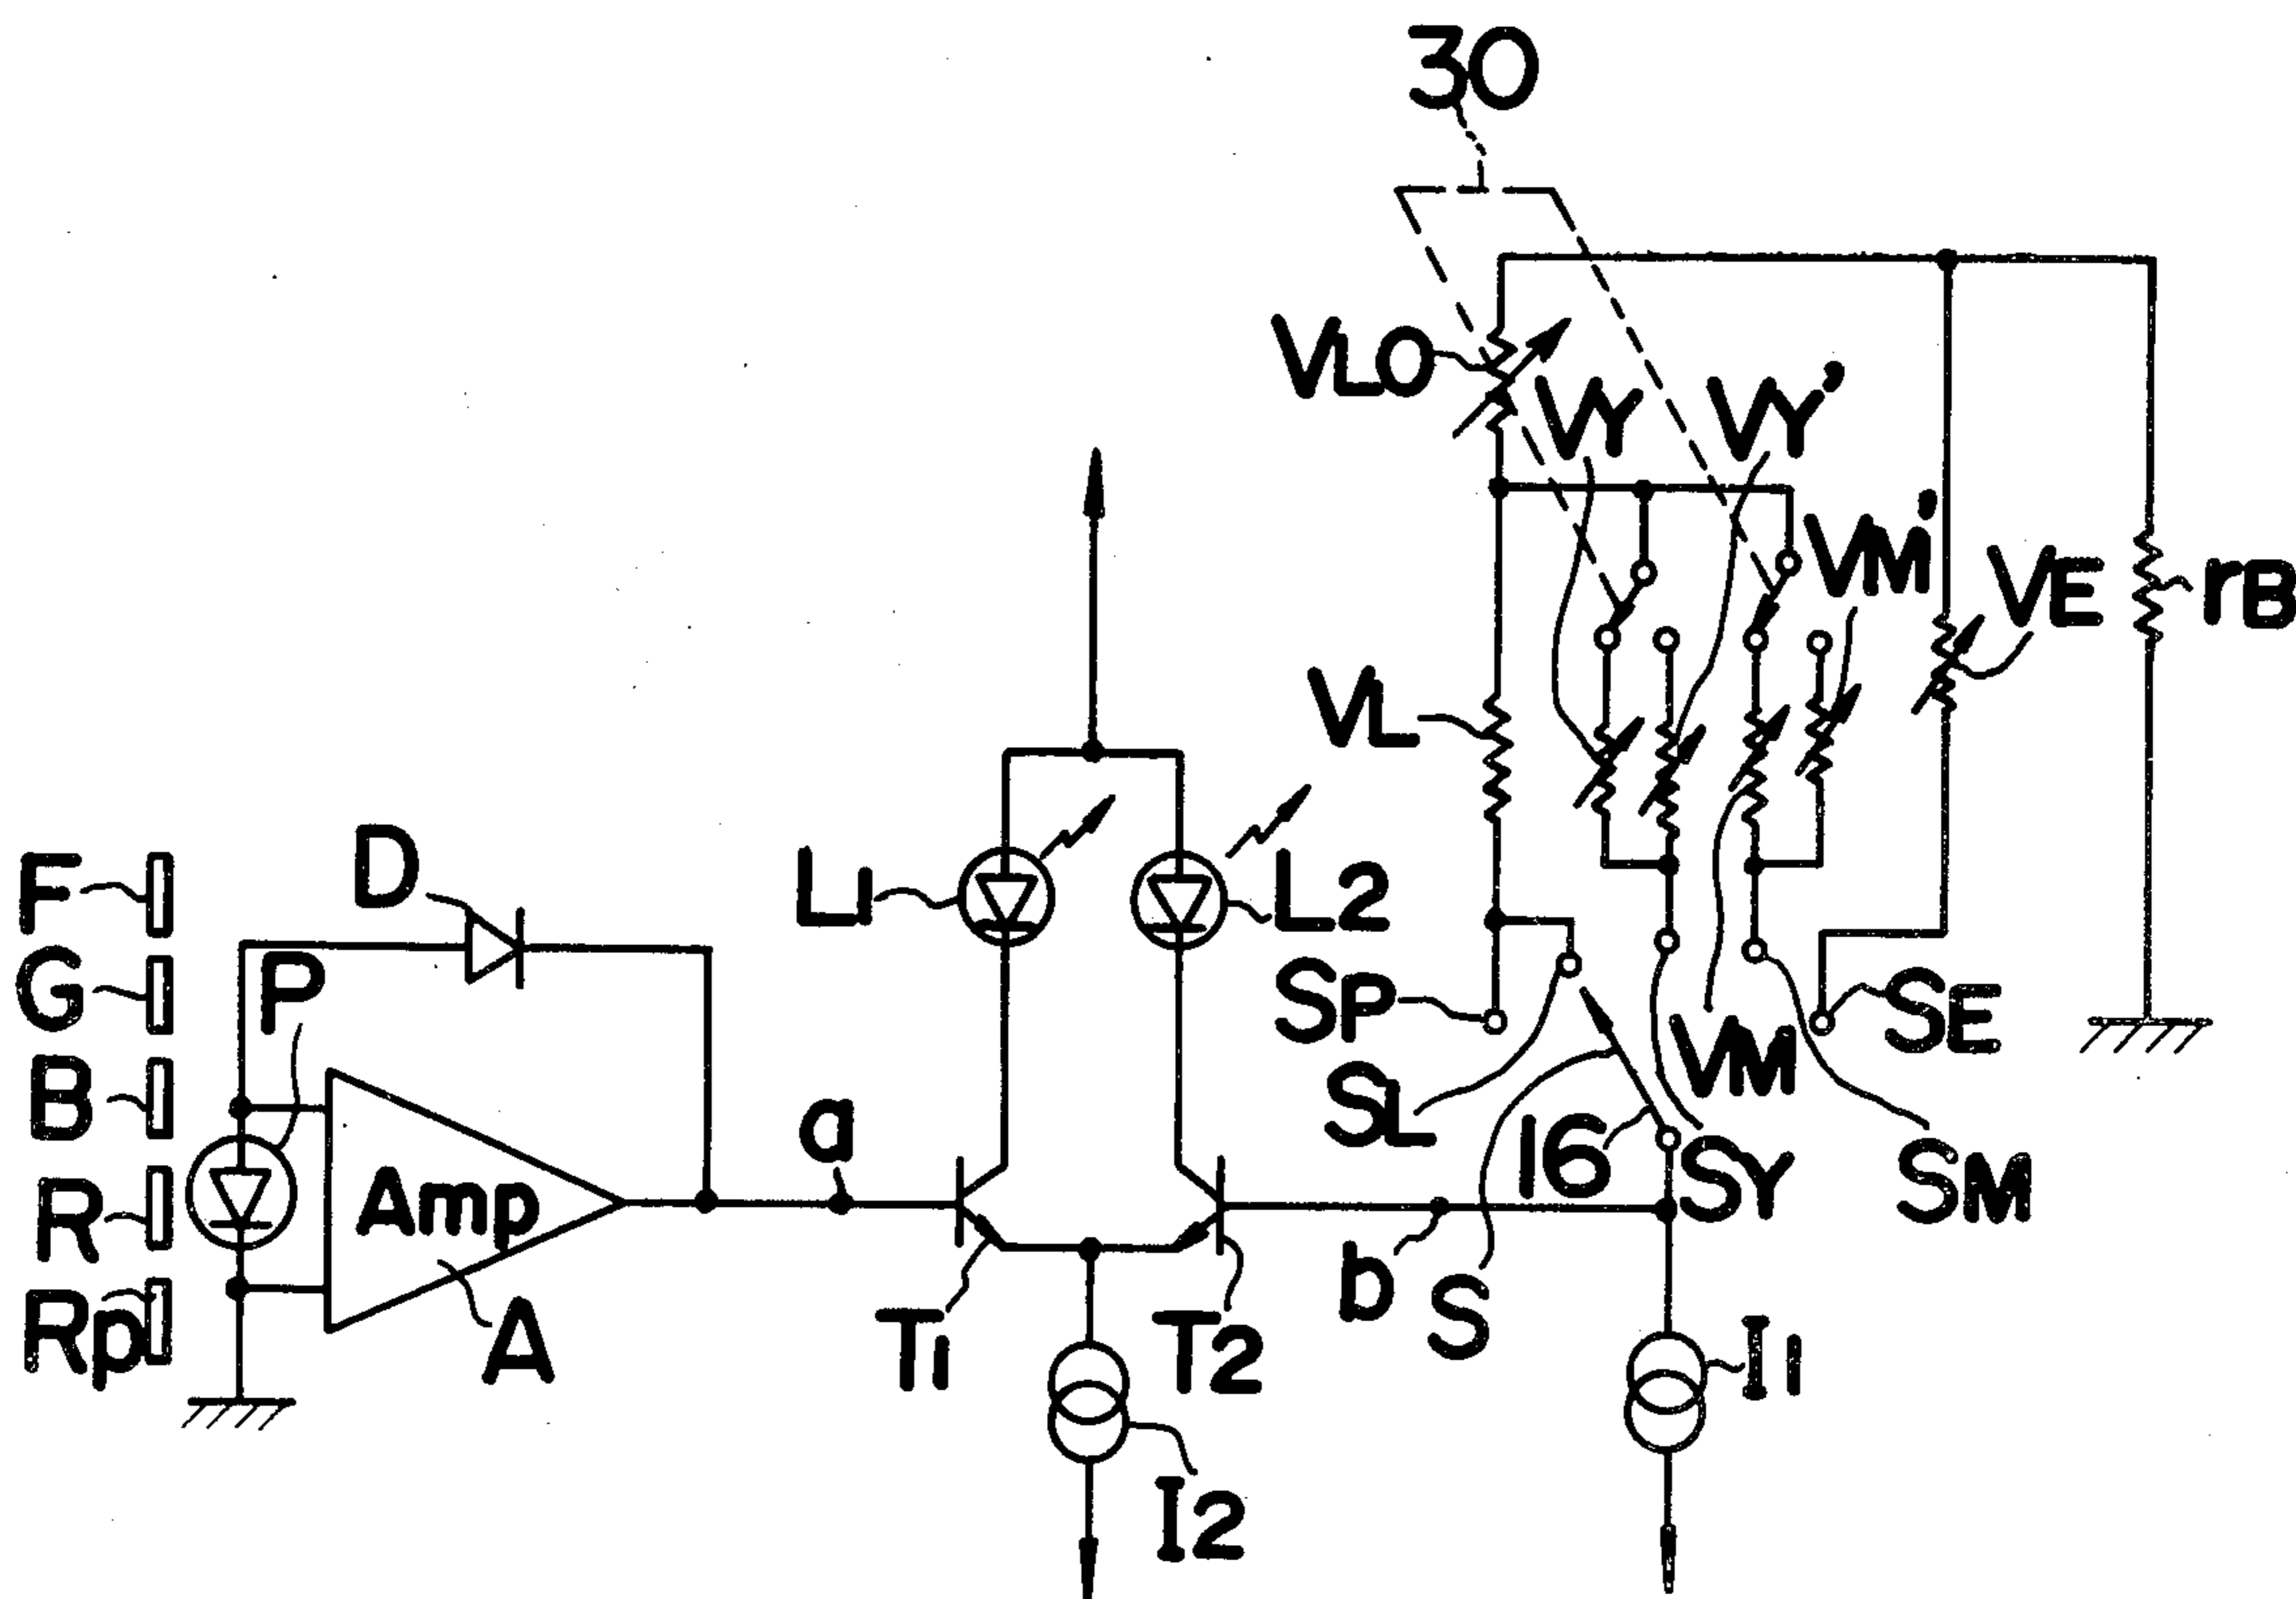 30
VLO
VY
VY'
VM'
VE
rB
VL
F
D
L1
L2
G
P
SP
SE
B
SL
VM
a
16
SY
SM
R
Amp
b
S
Rp
A
T1
T2
I1
I2